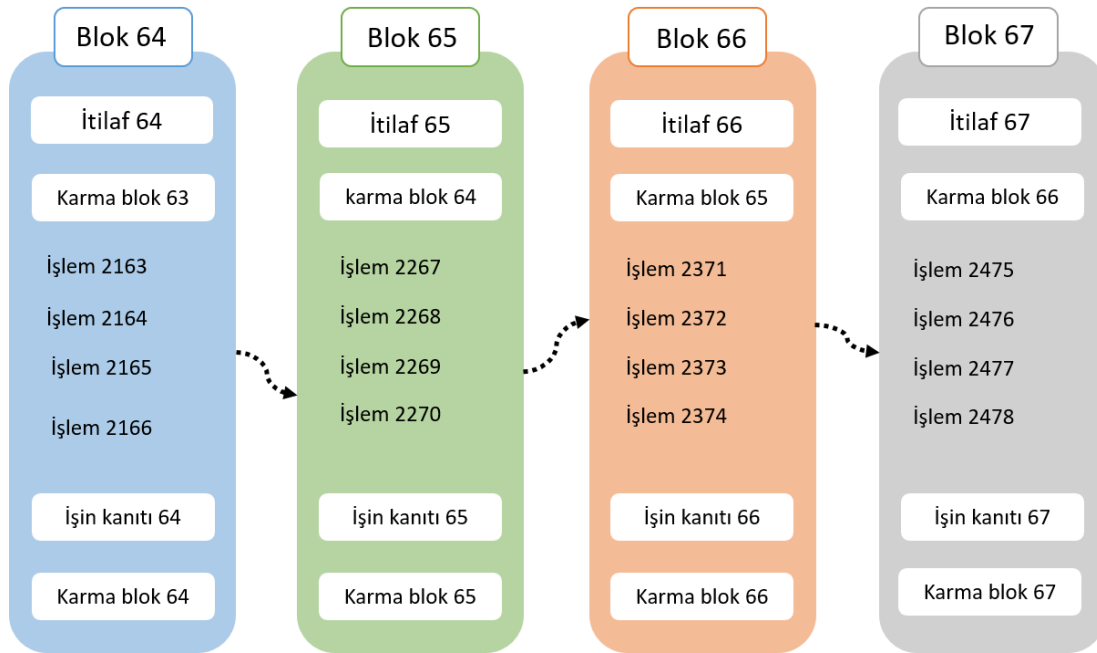 Blok 64
İtilaf 64
Karma blok 63
İşlem 2163
İşlem 2164
İşlem 2165
İşlem 2166
İşin kanıtı 64
Karma blok 64
Blok 65
İtilaf 65
karma blok 64
İşlem 2267
İşlem 2268
İşlem 2269
İşlem 2270
İşin kanıtı 65
Karma blok 65
Blok 66
İtilaf 66
Karma blok 65
İşlem 2371
İşlem 2372
İşlem 2373
İşlem 2374
İşin kanıtı 66
Karma blok 66
Blok 67
İtilaf 67
Karma blok 66
İşlem 2475
İşlem 2476
İşlem 2477
İşlem 2478
İşin kanıtı 67
Karma blok 67